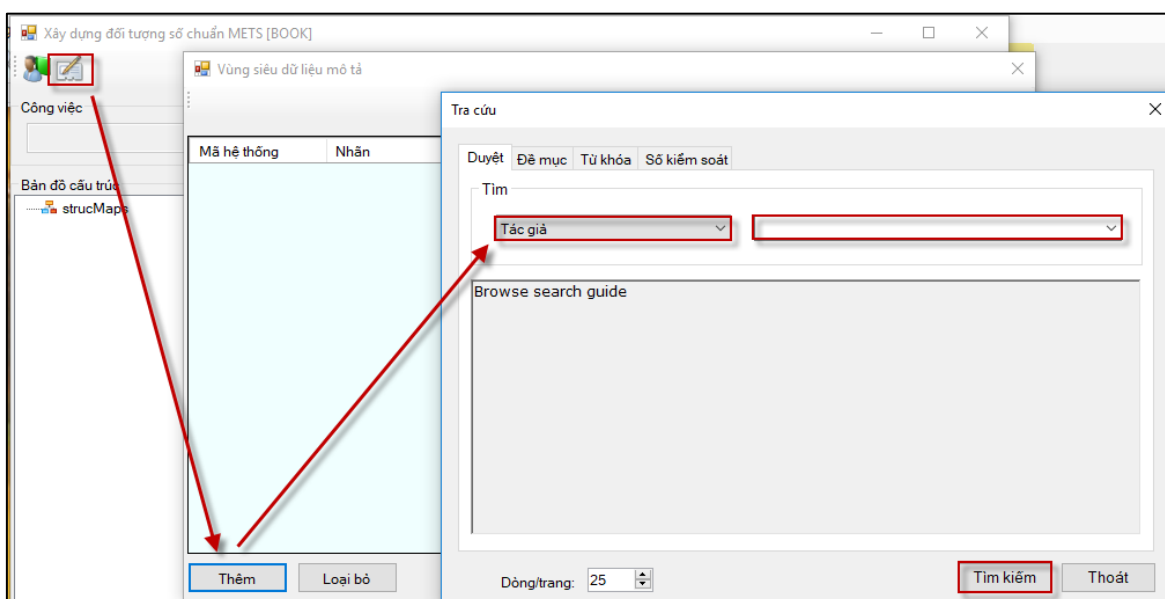 Xây dựng đối tượng số chuẩn METS [BOOK]
Vùng siêu dữ liệu mô tả
Công việc
Tra cứu
Mã hệ thống Nhãn
Duyệt Đề mục Từ khóa Số kiểm soát
Bản đồ cấu trúc
Tìm
strucMaps
Tác giả
Browse search guide
Thêm Loại bỏ
Dòng/trang: 25
Tìm kiếm Thoát